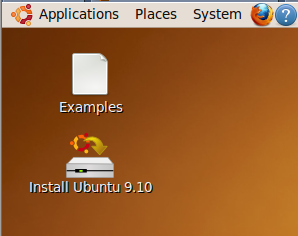 Applications Places System ?
Examples
Install Ubuntu 9.10